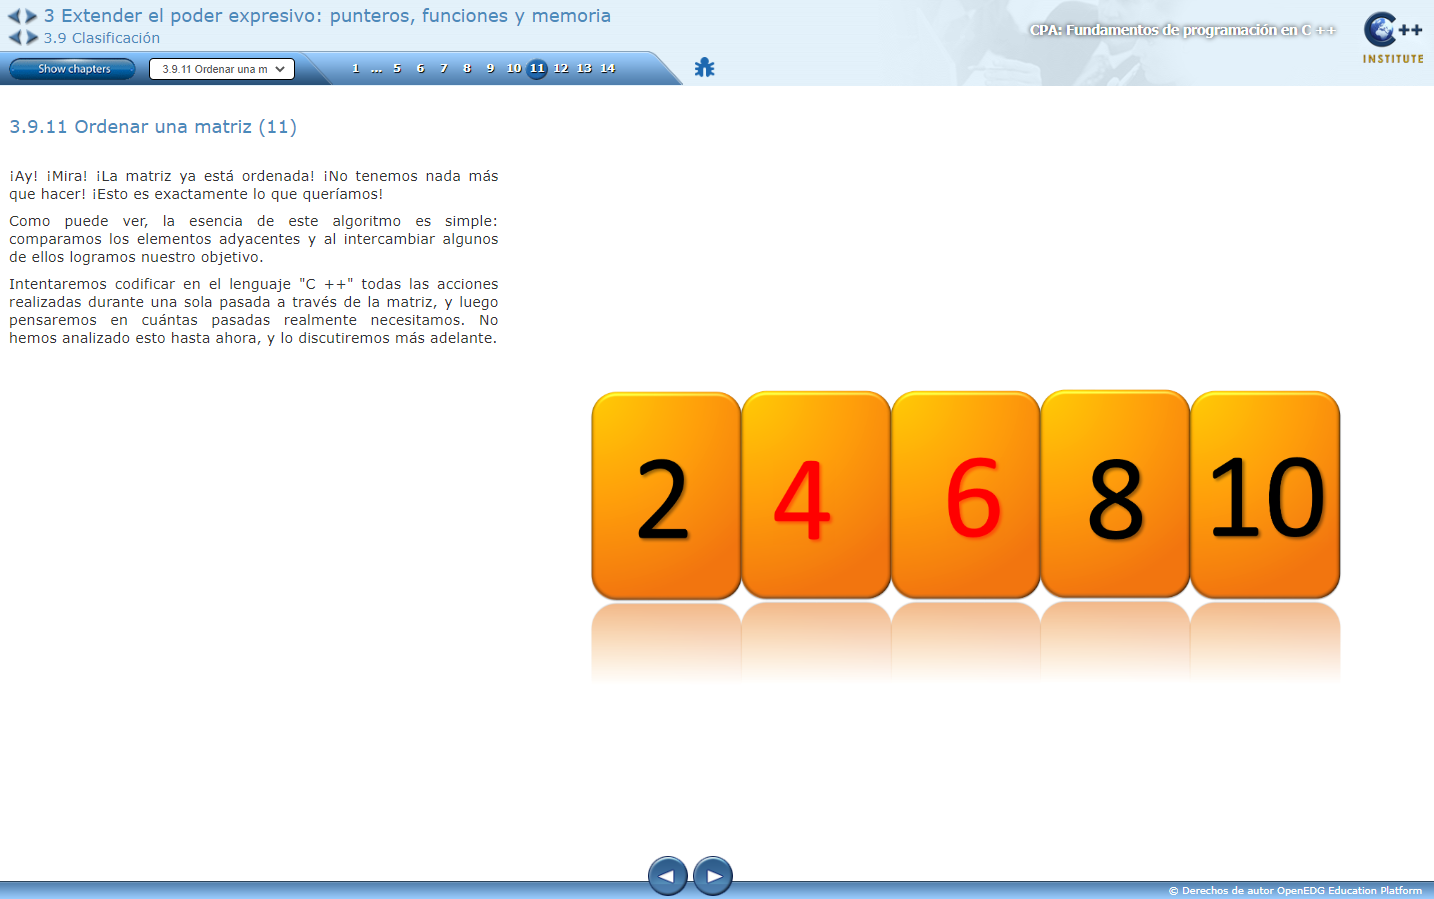 3 Extender el poder expresivo: punteros, funciones y memoria
3.9 Clasificación
CPA: Fundamentos de programación en C ++
C++
INSTITUTE
Show chapters
3.9.11 Ordenar una m
1 ... 5 6 7 8 9 10 11 12 13 14
3.9.11 Ordenar una matriz (11)
¡Ay! ¡Mira! ¡La matriz ya está ordenada! ¡No tenemos nada más
que hacer! ¡Esto es exactamente lo que queríamos!
Como puede ver, la esencia de este algoritmo es simple:
comparamos los elementos adyacentes y al intercambiar algunos
de ellos logramos nuestro objetivo.
Intentaremos codificar en el lenguaje "C ++" todas las acciones
realizadas durante una sola pasada a través de la matriz, y luego
pensaremos en cuántas pasadas realmente necesitamos. No
hemos analizado esto hasta ahora, y lo discutiremos más adelante.
2 4 6 8 10
© Derechos de autor OpenEDG Education Platform